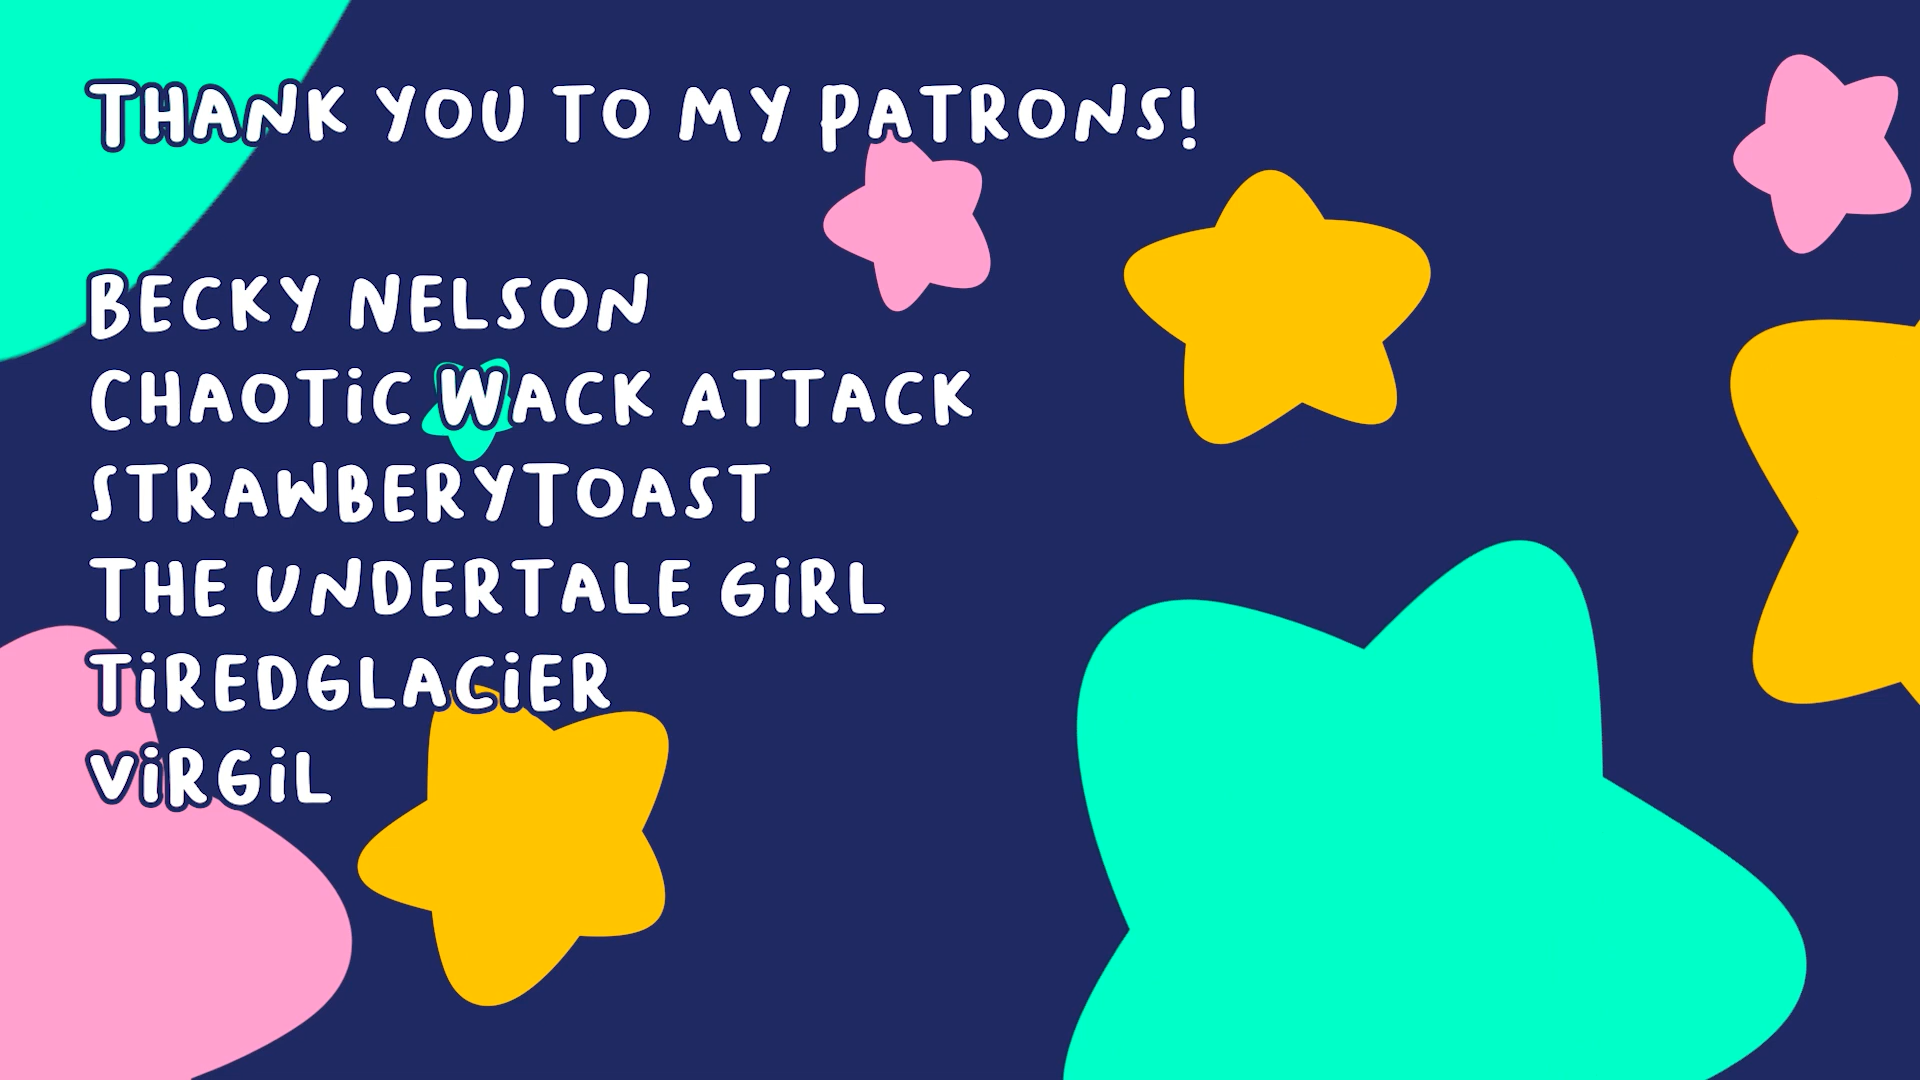 THANK YOU TO MY PATRONS!
BECKY NELSON
CHAOTIC WACK ATTACK
STRAWBERYTOAST
THE UNDERTALE GIRL
TIREDGLACIER
VIRGIL